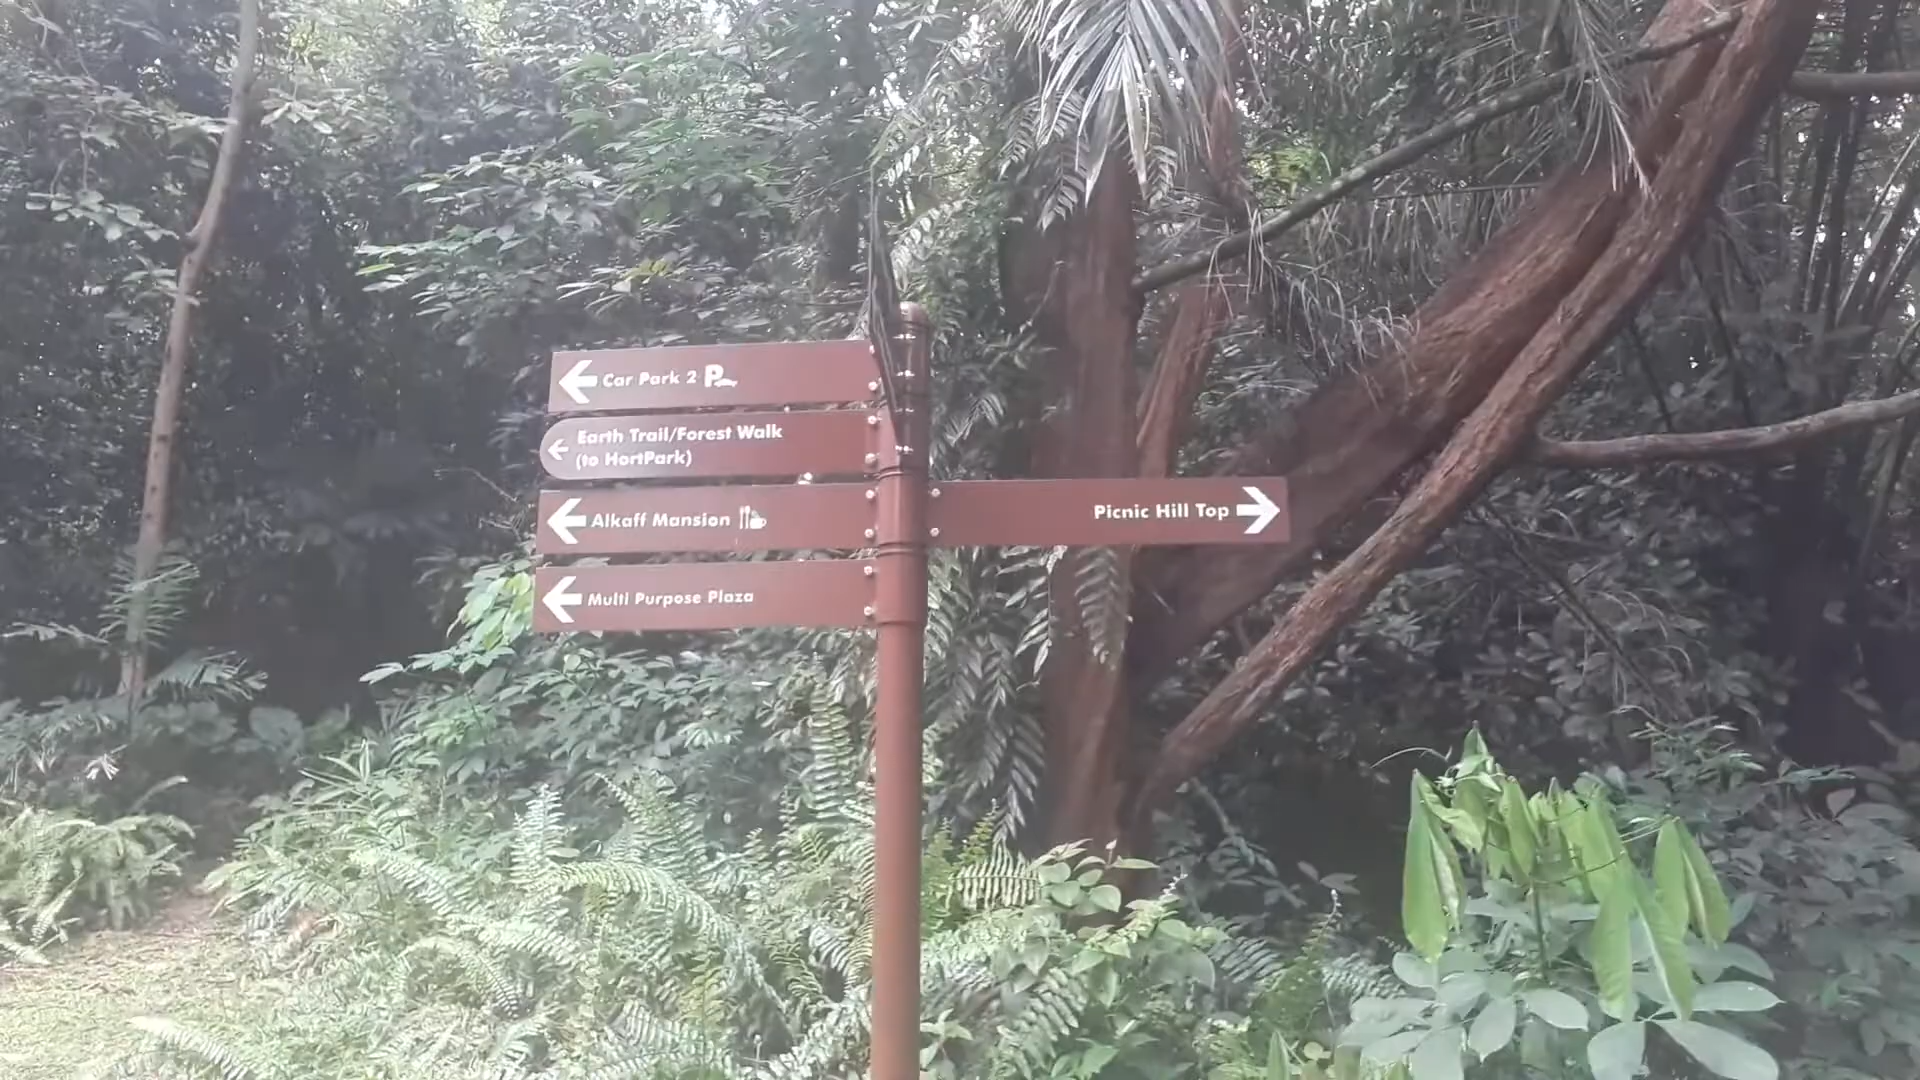 Car Park 2 P
Earth Trail/Forest Walk
(to HortPark)
Alkaff Mansion
Multi Purpose Plaza
Picnic Hill Top